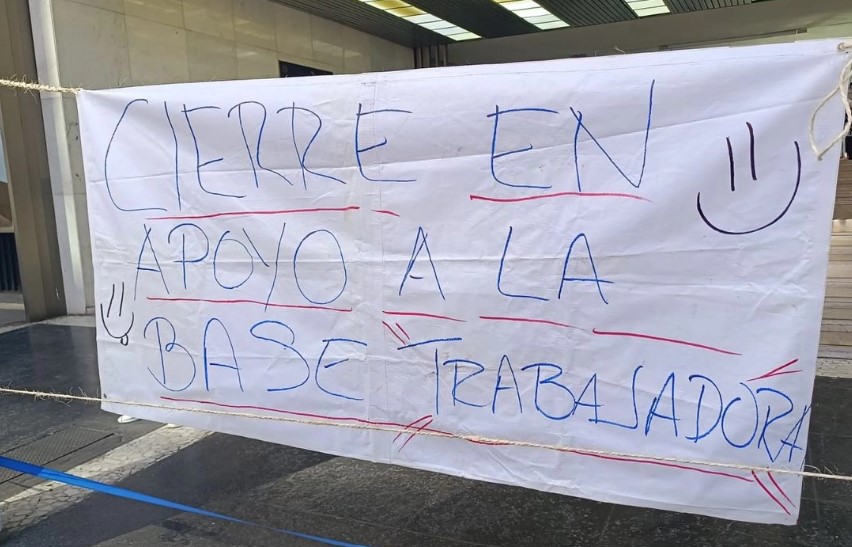 CIERRE EN
APOYO A LA
BASE TRABAJADORA